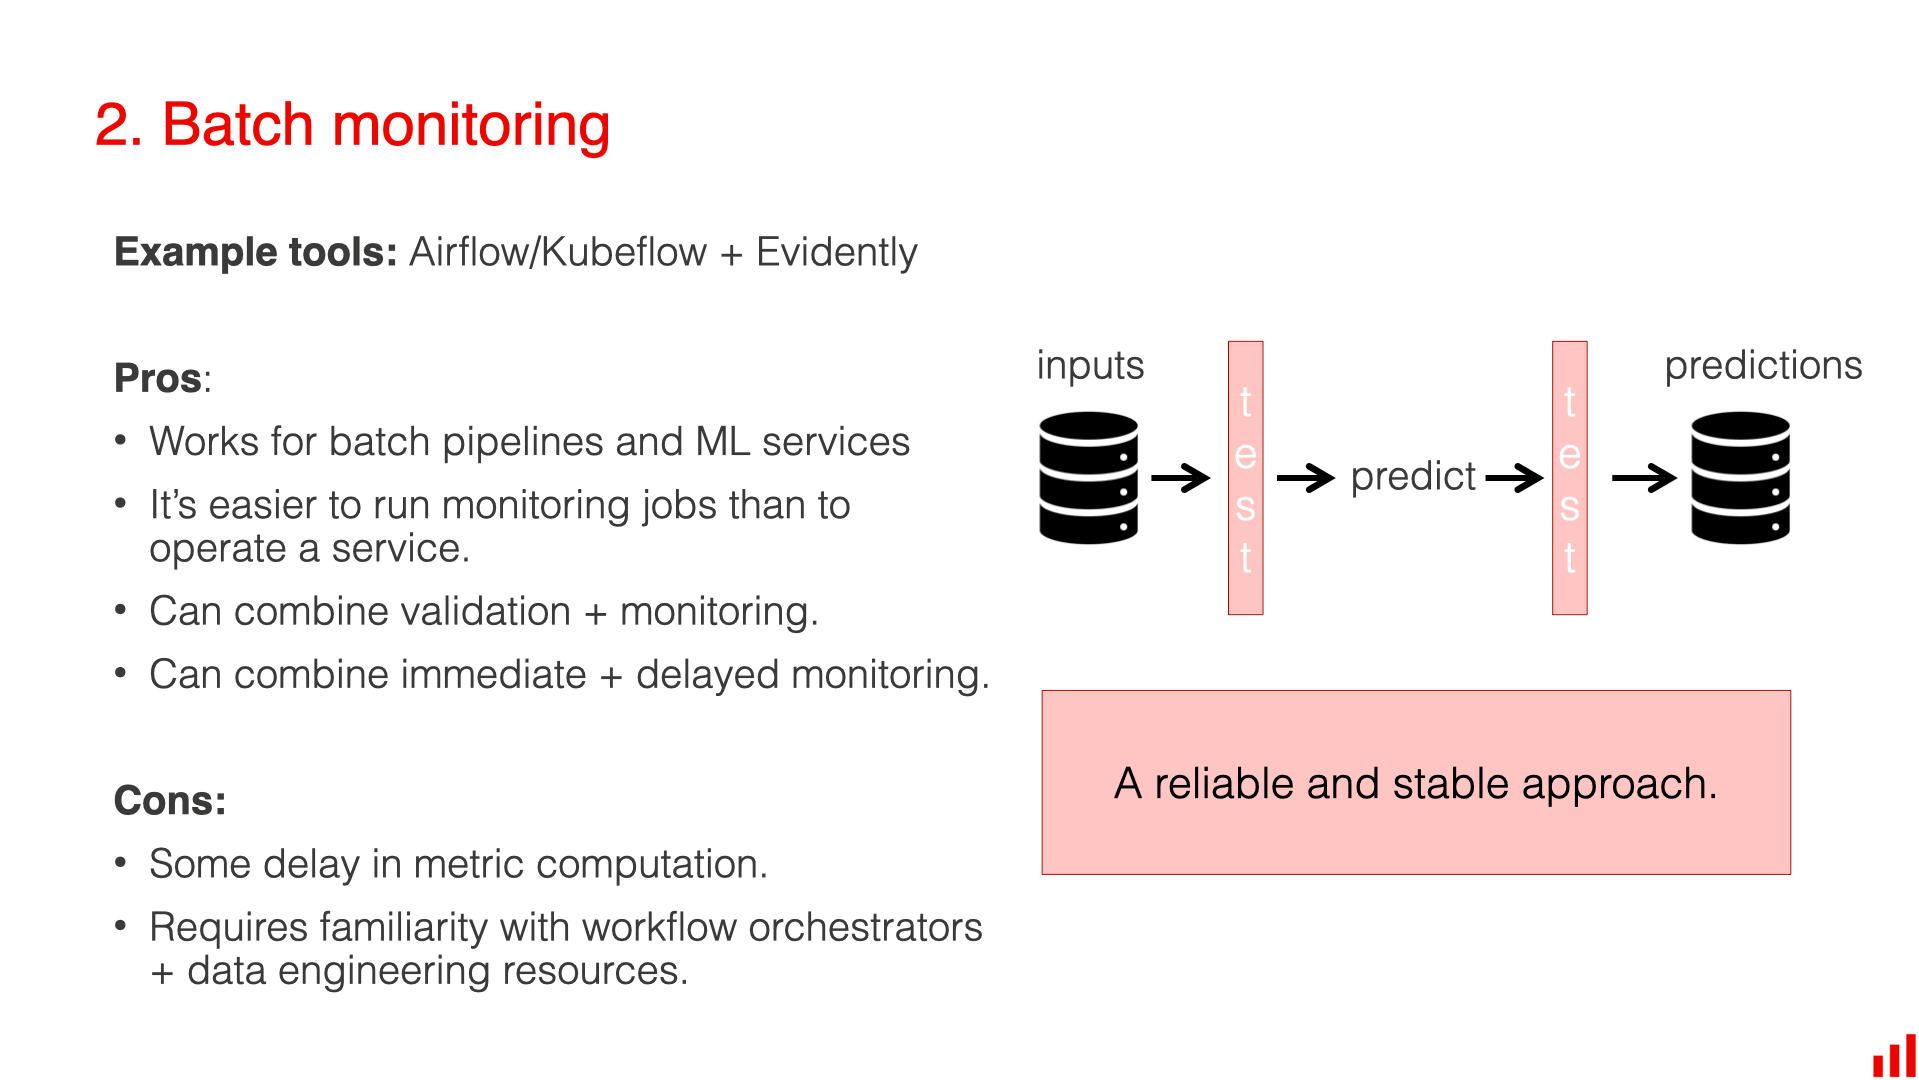 2. Batch monitoring
Example tools: Airflow/Kubeflow + Evidently
Pros:
• Works for batch pipelines and ML services
• It’s easier to run monitoring jobs than to
operate a service.
• Can combine validation + monitoring.
• Can combine immediate + delayed monitoring.
Cons:
• Some delay in metric computation.
• Requires familiarity with workflow orchestrators
+ data engineering resources.
inputs
test
predict
test
predictions
A reliable and stable approach.